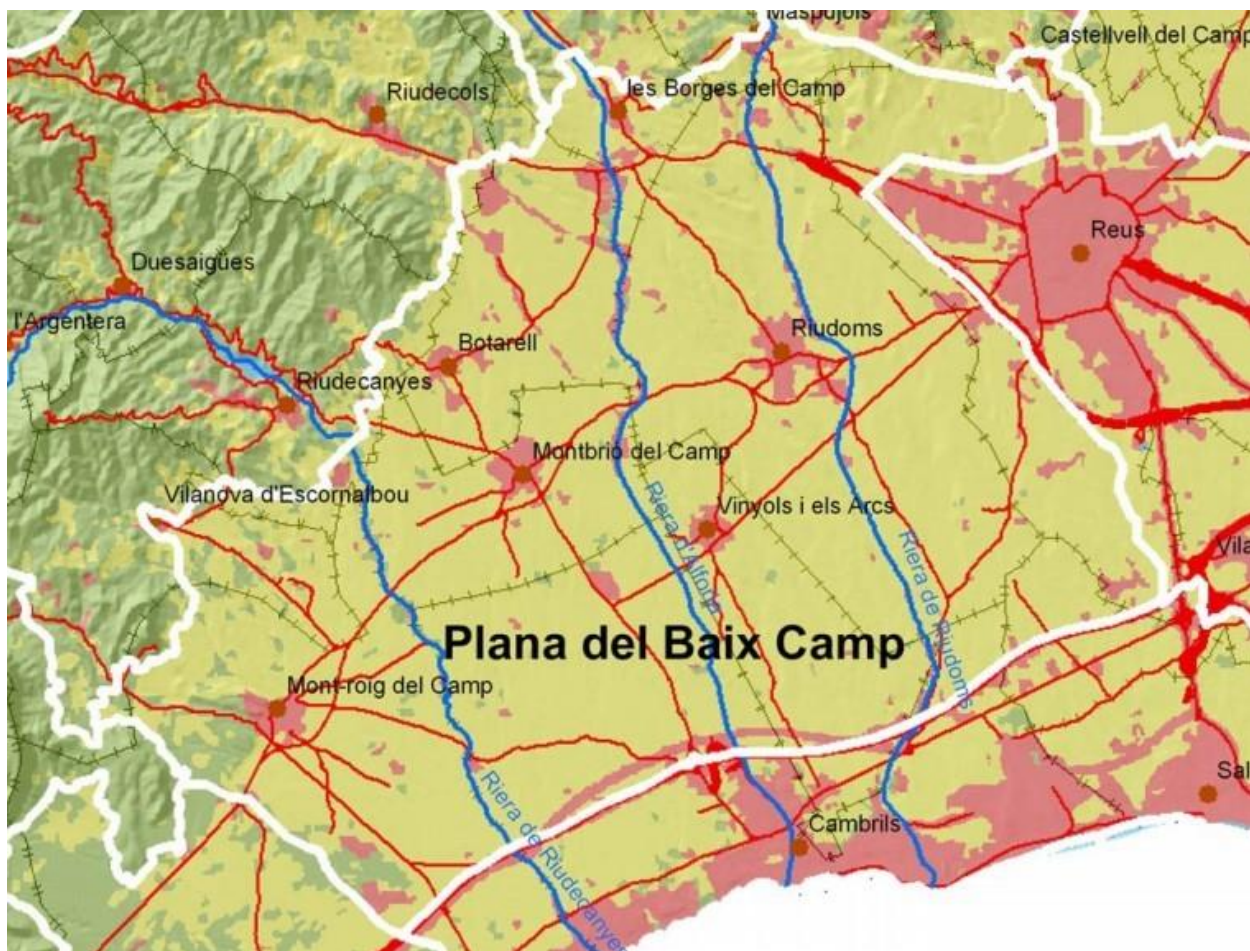 Maspujols
Castellvell del Camp
Riudecols
les Borges del Camp
Reus
Duesaigües
l'Argentera
Riudoms
Botarell
Riudecanyes
Montbrió del Camp
Vilanova d'Escornalbou
Vinyols i els Arcs
Riera d'Alforja
Riera de Riudoms
Vila
Plana del Baix Camp
Mont-roig del Camp
Riera de Riudecanyes
Sal
Cambrils